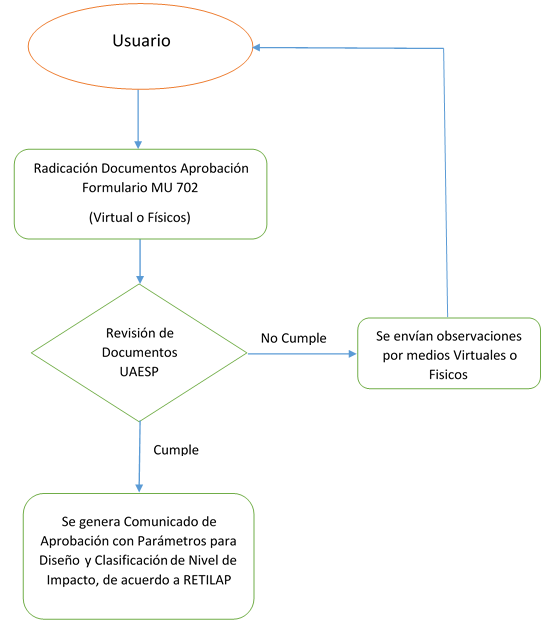 Usuario
Radicación Documentos Aprobación
Formulario MU 702
(Virtual o Físicos)
Revisión de
Documentos
UAESP
No Cumple
Se envían observaciones
por medios Virtuales o
Fisicos
Cumple
Se genera Comunicado de
Aprobación con Parámetros para
Diseño y Clasificación de Nivel de
Impacto, de acuerdo a RETILAP